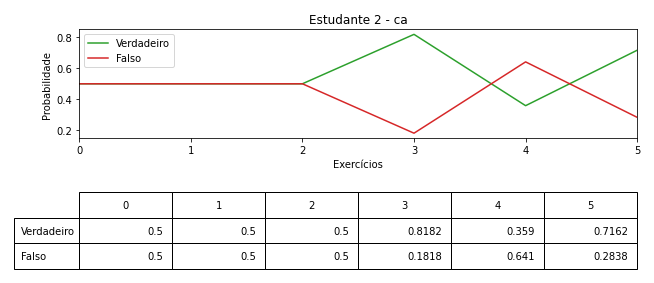 Estudante 2 - ca
Verdadeiro
Falso
0.8
0.6
0.4
0.2
Probabilidade
0 1 2 3 4 5
Exercícios
0 1 2 3 4 5
Verdadeiro 0.5 0.5 0.5 0.8182 0.359 0.7162
Falso 0.5 0.5 0.5 0.1818 0.641 0.2838